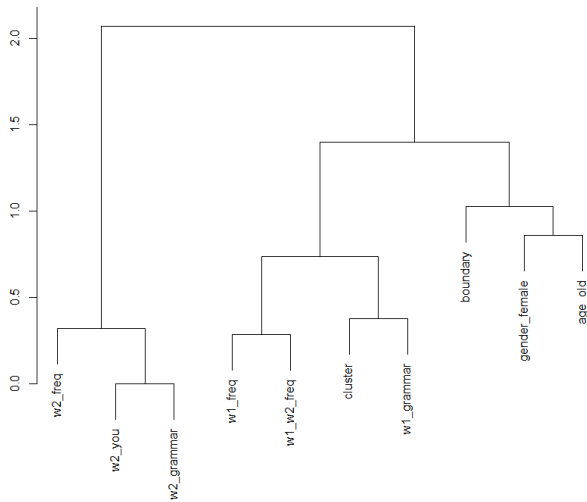 2.0
1.5
1.0
0.5
0.0
w2_freq
w2_you
w2_grammar
w1_freq
w1_w2_freq
cluster
w1_grammar
boundary
gender_female
age_old